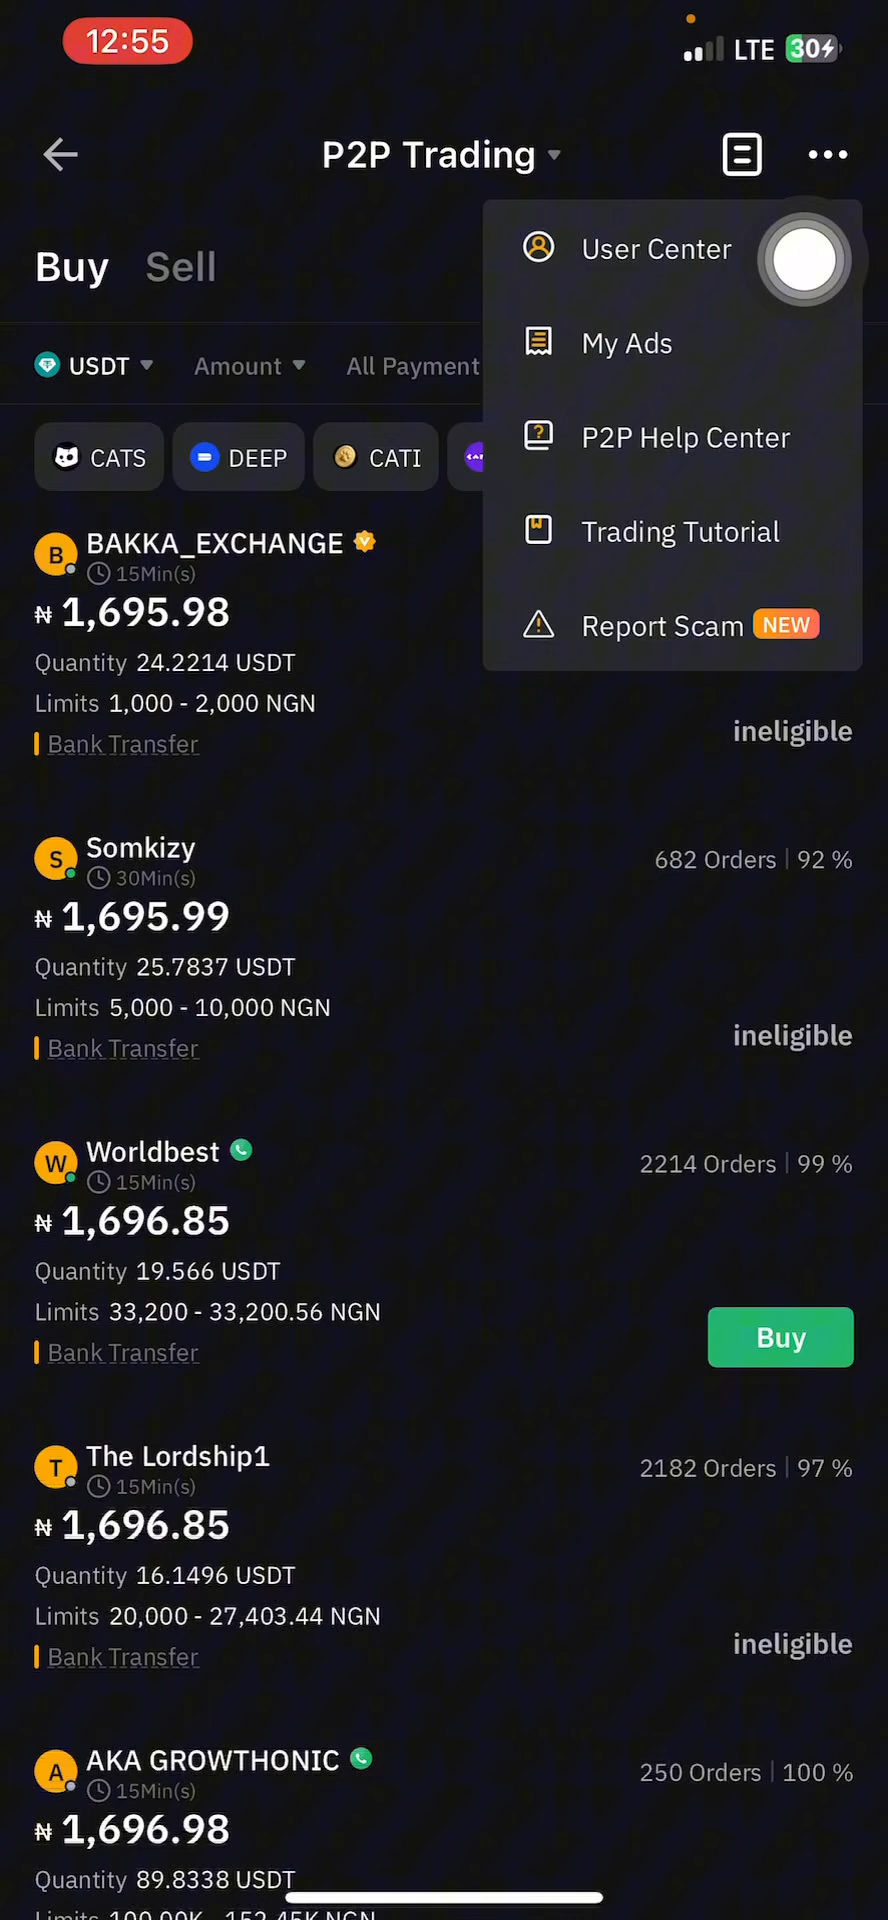 12:55
LTE 30
P2P Trading
Buy Sell
User Center
My Ads
P2P Help Center
Trading Tutorial
Report Scam NEW
USDT Amount All Payment
CATS DEEP CATI
B BAKKA_EXCHANGE
15Min(s)
₦ 1,695.98
Quantity 24.2214 USDT
Limits 1,000 - 2,000 NGN
Bank Transfer
ineligible
S Somkizy
682 Orders | 92 %
30Min(s)
₦ 1,695.99
Quantity 25.7837 USDT
Limits 5,000 - 10,000 NGN
Bank Transfer
ineligible
W Worldbest
2214 Orders | 99 %
15Min(s)
₦ 1,696.85
Quantity 19.566 USDT
Limits 33,200 - 33,200.56 NGN
Bank Transfer
Buy
T The Lordship1
2182 Orders | 97 %
15Min(s)
₦ 1,696.85
Quantity 16.1496 USDT
Limits 20,000 - 27,403.44 NGN
Bank Transfer
ineligible
A AKA GROWTHONIC
250 Orders | 100 %
15Min(s)
₦ 1,696.98
Quantity 89.8338 USDT
Limits 100.00K - 152.45K NGN